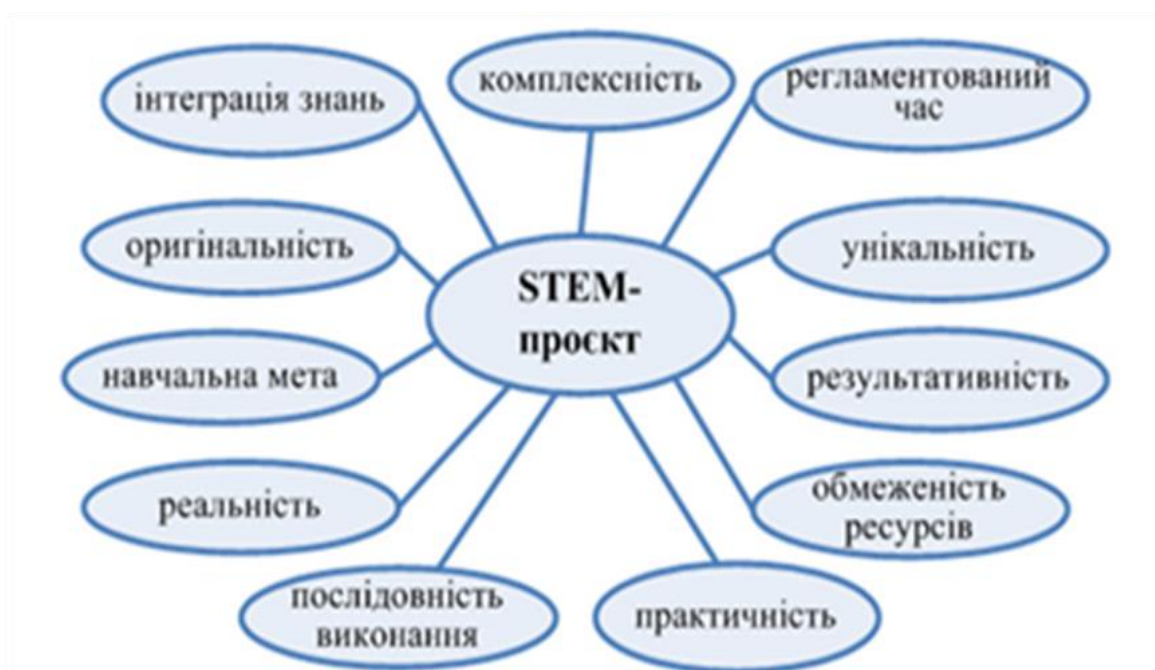 інтеграція знань
комплексність
регламентований
час
оригінальність
унікальність
STEM-
проєкт
навчальна мета
результативність
реальність
обмеженість
ресурсів
послідовність
виконання
практичність